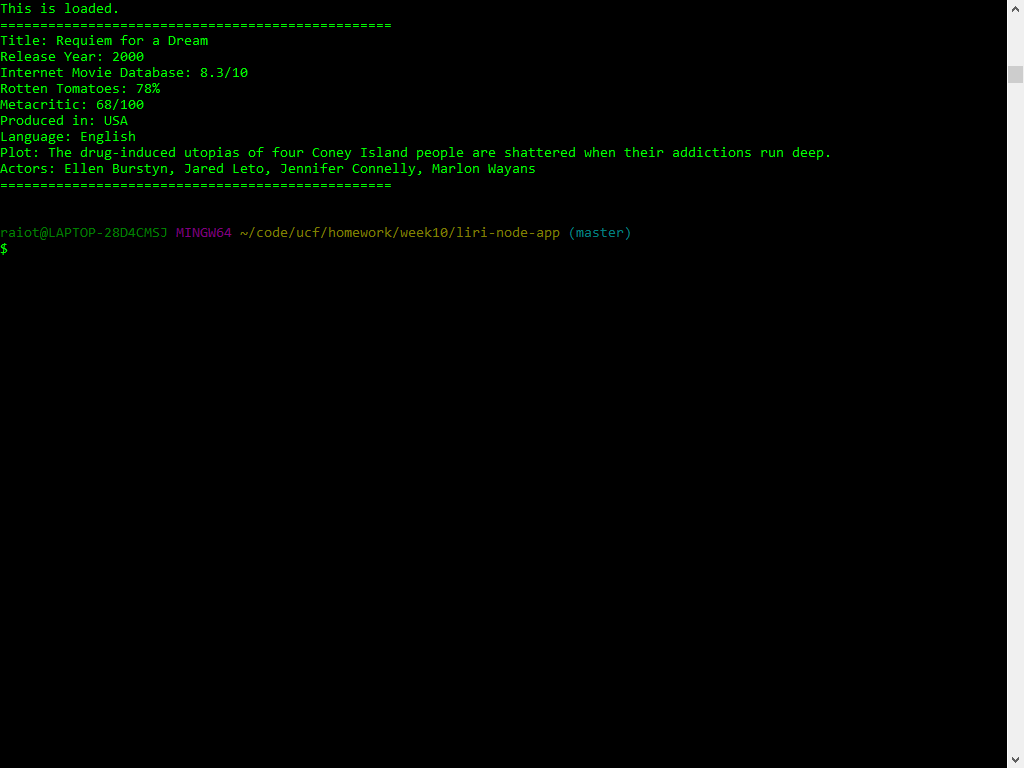 This is loaded.
=================================================
Title: Requiem for a Dream
Release Year: 2000
Internet Movie Database: 8.3/10
Rotten Tomatoes: 78%
Metacritic: 68/100
Produced in: USA
Language: English
Plot: The drug-induced utopias of four Coney Island people are shattered when their addictions run deep.
Actors: Ellen Burstyn, Jared Leto, Jennifer Connelly, Marlon Wayans
=================================================
raiot@LAPTOP-28D4CMSJ MINGW64 ~/code/ucf/homework/week10/liri-node-app (master)
$